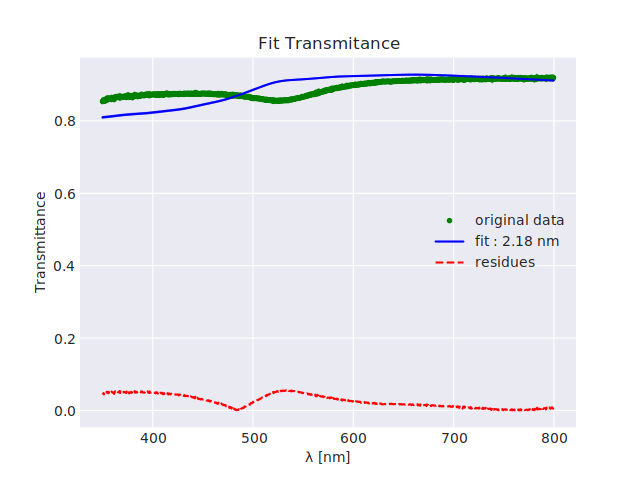 Fit Transmitance
Transmittance
0.8
0.6
0.4
0.2
0.0
original data
fit : 2.18 nm
residues
400 500 600 700 800
λ [nm]